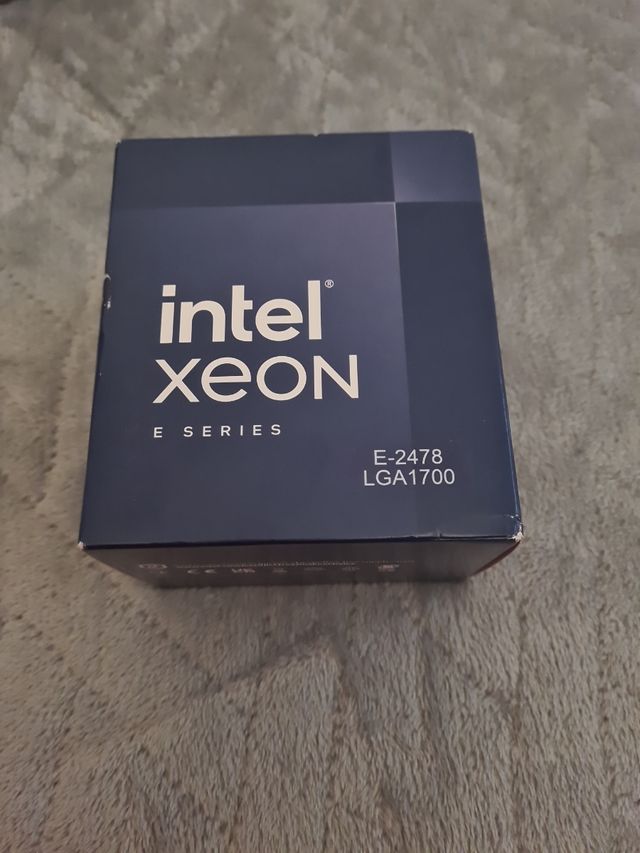 intel®
xeon
E SERIES
E-2478
LGA1700